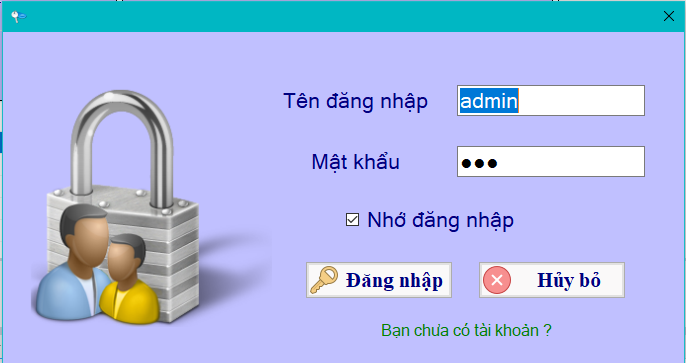 Tên đăng nhập admin
Mật khẩu ●●●
Nhớ đăng nhập
Đăng nhập Hủy bỏ
Bạn chưa có tài khoản ?